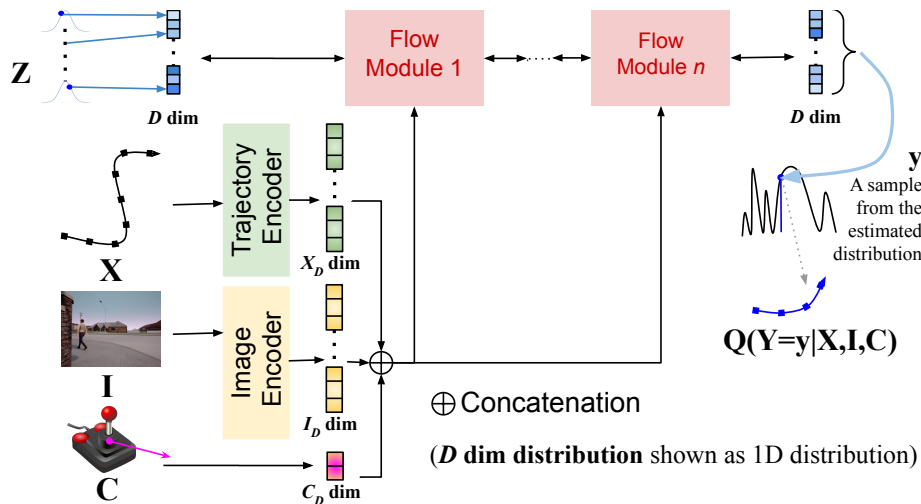 Z
D dim
Flow
Module 1
Flow
Module n
D dim
X
Trajectory
Encoder
X_D dim
y
A sample
from the
estimated
distribution
Q(Y=y|X,I,C)
I
Image
Encoder
I_D dim
⊕ Concatenation
(D dim distribution shown as 1D distribution)
C
C_D dim